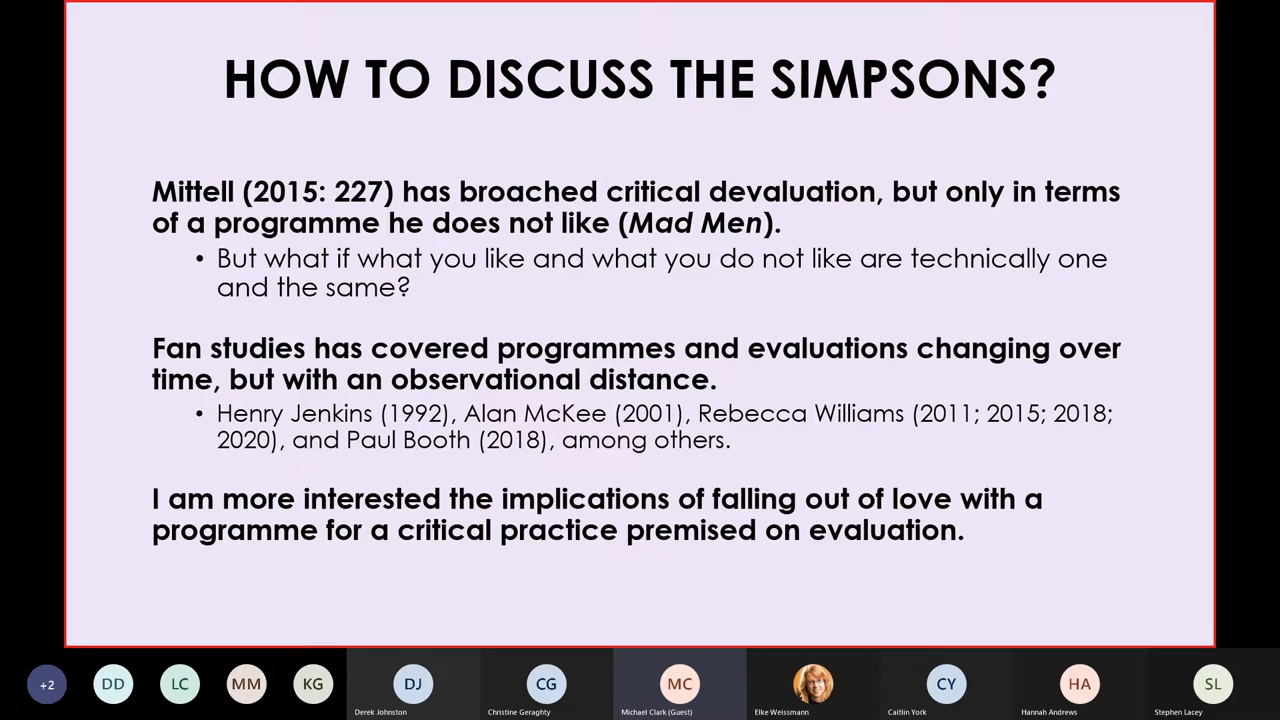 HOW TO DISCUSS THE SIMPSONS?
Mittell (2015: 227) has broached critical devaluation, but only in terms
of a programme he does not like (Mad Men).
• But what if what you like and what you do not like are technically one
and the same?
Fan studies has covered programmes and evaluations changing over
time, but with an observational distance.
• Henry Jenkins (1992), Alan McKee (2001), Rebecca Williams (2011; 2015; 2018;
2020), and Paul Booth (2018), among others.
I am more interested the implications of falling out of love with a
programme for a critical practice premised on evaluation.
+2 DD LC MM KG DJ CG MC CY HA SL
Derek Johnston Christine Geraghty Michael Clark (Guest) Elke Weissmann Caitlin York Hannah Andrews Stephen Lacey